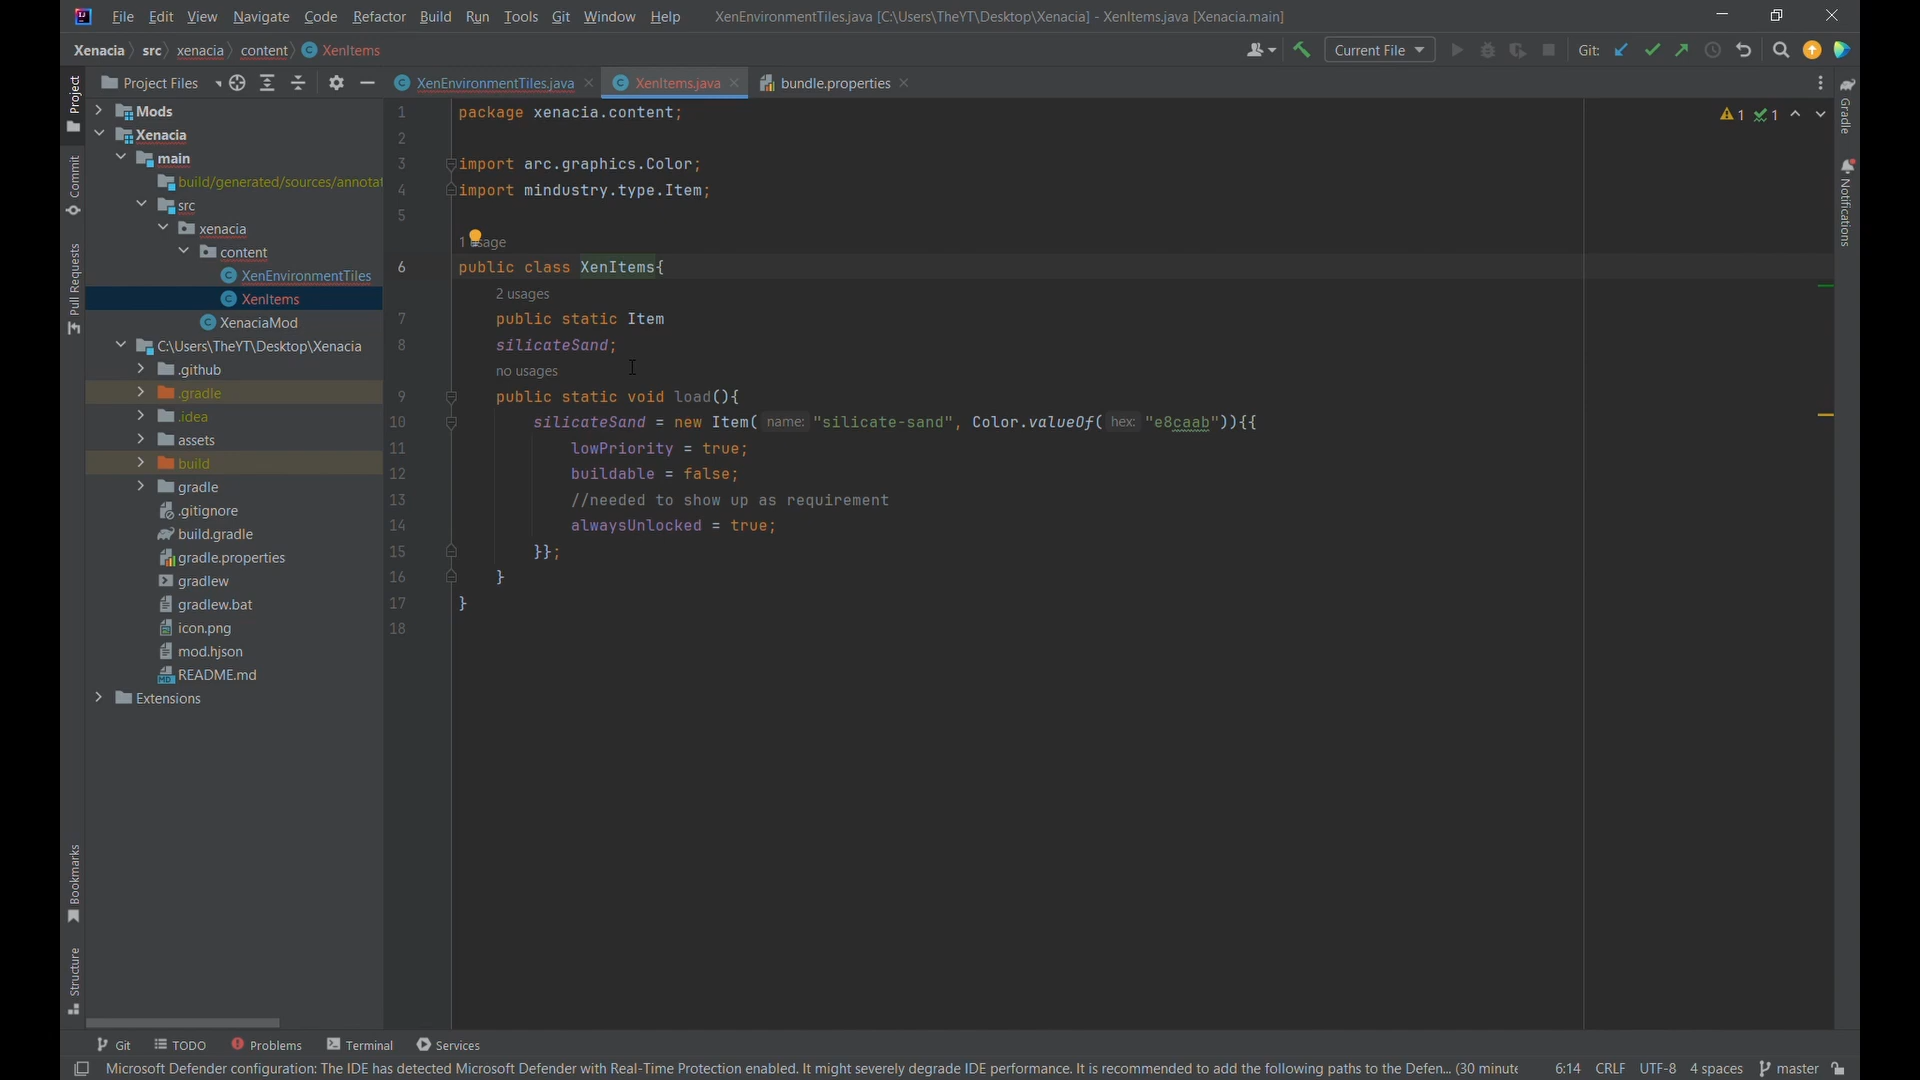 File Edit View Navigate Code Refactor Build Run Tools Git Window Help XenEnvironmentTiles.java [C:\Users\TheYT\Desktop\Xenacia] - XenItems.java [Xenacia.main]
Xenacia src xenacia content XenItems Current File Git:
Project Files XenEnvironmentTiles.java XenItems.java bundle.properties
Project
Commit
Pull Requests
Bookmarks
Structure
Mods
Xenacia
main
build/generated/sources/annotat
src
xenacia
content
XenEnvironmentTiles
XenItems
XenaciaMod
C:\Users\TheYT\Desktop\Xenacia
.github
.gradle
.idea
assets
build
gradle
.gitignore
build.gradle
gradle.properties
gradlew
gradlew.bat
icon.png
mod.hjson
README.md
Extensions
1 package xenacia.content;
2
3 import arc.graphics.Color;
4 import mindustry.type.Item;
5
1 usage
6 public class XenItems{
2 usages
7 public static Item
8 silicateSand;
no usages
9 public static void load(){
10 silicateSand = new Item( name: "silicate-sand", Color.valueOf( hex: "e8caab")){{
11 lowPriority = true;
12 buildable = false;
13 //needed to show up as requirement
14 alwaysUnlocked = true;
15 }};
16 }
17 }
18
1 1
Gradle
Notifications
Git TODO Problems Terminal Services
Microsoft Defender configuration: The IDE has detected Microsoft Defender with Real-Time Protection enabled. It might severely degrade IDE performance. It is recommended to add the following paths to the Defen... (30 minute 6:14 CRLF UTF-8 4 spaces master